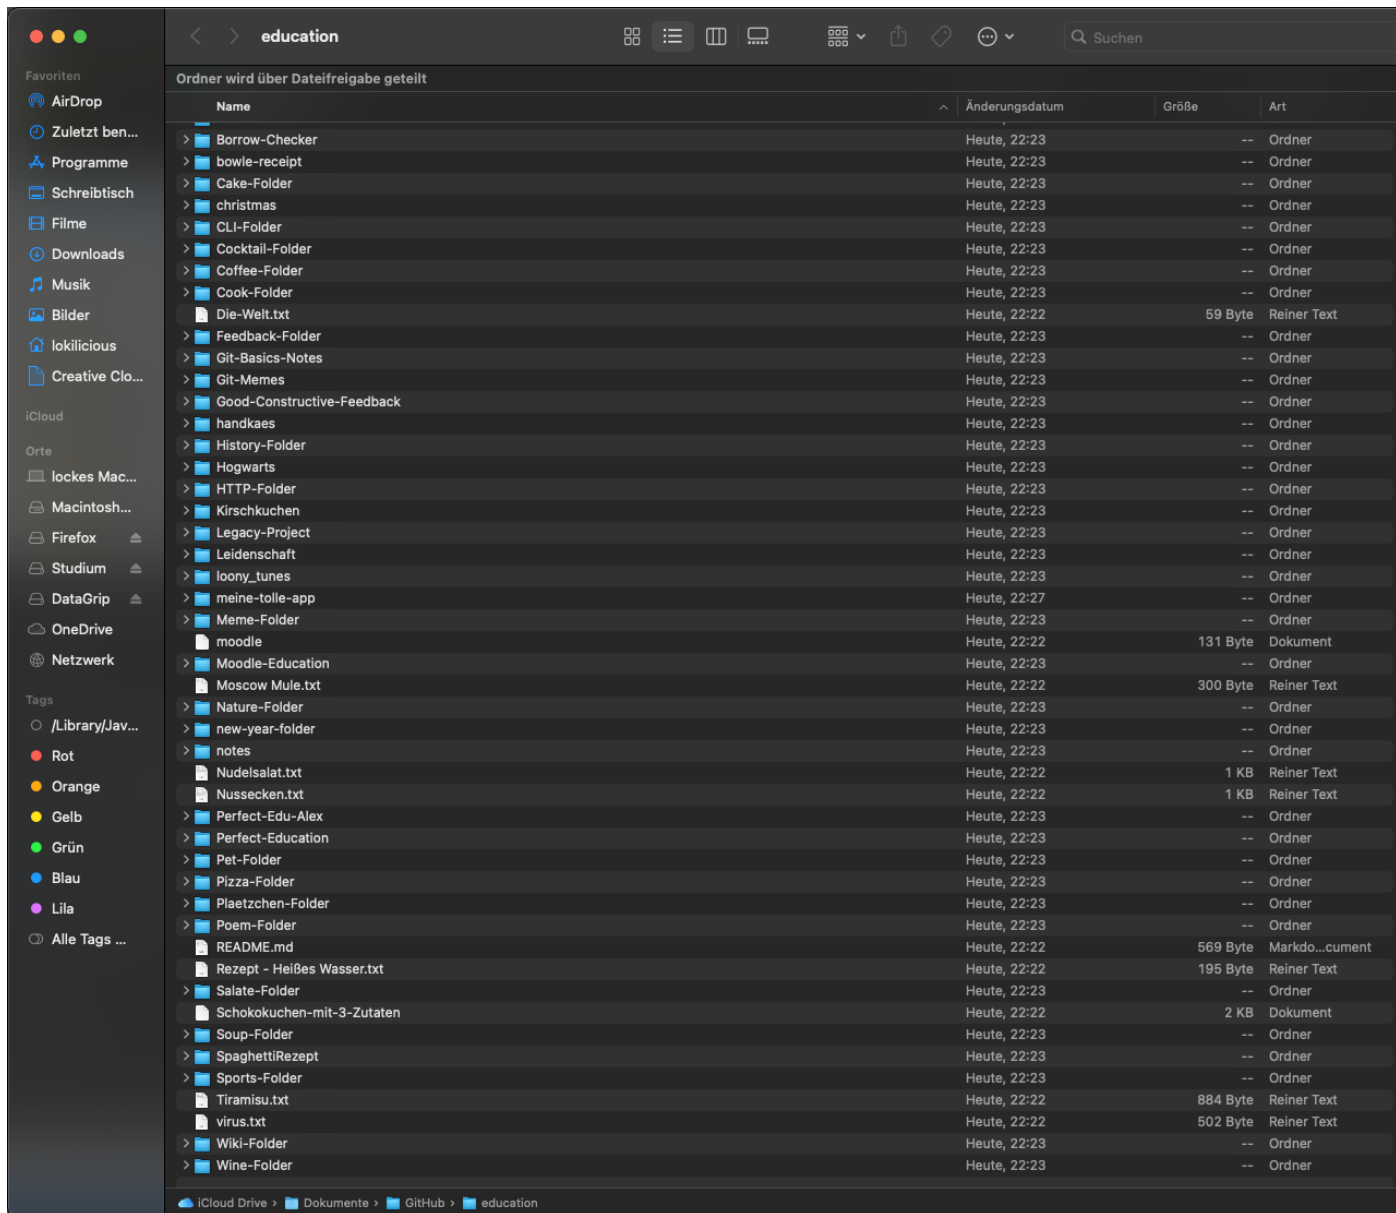 education
Suchen
Favoriten
AirDrop
Zuletzt ben...
Programme
Schreibtisch
Filme
Downloads
Musik
Bilder
lokilicious
Creative Clo...
iCloud
Orte
lockes Mac...
Macintosh...
Firefox
Studium
DataGrip
OneDrive
Netzwerk
Tags
/Library/Jav...
Rot
Orange
Gelb
Grün
Blau
Lila
Alle Tags ...
Ordner wird über Dateifreigabe geteilt
Name Änderungsdatum Größe Art
Borrow-Checker Heute, 22:23 -- Ordner
bowle-receipt Heute, 22:23 -- Ordner
Cake-Folder Heute, 22:23 -- Ordner
christmas Heute, 22:23 -- Ordner
CLI-Folder Heute, 22:23 -- Ordner
Cocktail-Folder Heute, 22:23 -- Ordner
Coffee-Folder Heute, 22:23 -- Ordner
Cook-Folder Heute, 22:23 -- Ordner
Die-Welt.txt Heute, 22:22 59 Byte Reiner Text
Feedback-Folder Heute, 22:23 -- Ordner
Git-Basics-Notes Heute, 22:23 -- Ordner
Git-Memes Heute, 22:23 -- Ordner
Good-Constructive-Feedback Heute, 22:23 -- Ordner
handkaes Heute, 22:23 -- Ordner
History-Folder Heute, 22:23 -- Ordner
Hogwarts Heute, 22:23 -- Ordner
HTTP-Folder Heute, 22:23 -- Ordner
Kirschkuchen Heute, 22:23 -- Ordner
Legacy-Project Heute, 22:23 -- Ordner
Leidenschaft Heute, 22:23 -- Ordner
loony_tunes Heute, 22:23 -- Ordner
meine-tolle-app Heute, 22:27 -- Ordner
Meme-Folder Heute, 22:23 -- Ordner
moodle Heute, 22:22 131 Byte Dokument
Moodle-Education Heute, 22:23 -- Ordner
Moscow Mule.txt Heute, 22:22 300 Byte Reiner Text
Nature-Folder Heute, 22:23 -- Ordner
new-year-folder Heute, 22:23 -- Ordner
notes Heute, 22:23 -- Ordner
Nudelsalat.txt Heute, 22:22 1 KB Reiner Text
Nussecken.txt Heute, 22:22 1 KB Reiner Text
Perfect-Edu-Alex Heute, 22:23 -- Ordner
Perfect-Education Heute, 22:23 -- Ordner
Pet-Folder Heute, 22:23 -- Ordner
Pizza-Folder Heute, 22:23 -- Ordner
Plaetzchen-Folder Heute, 22:23 -- Ordner
Poem-Folder Heute, 22:23 -- Ordner
README.md Heute, 22:22 569 Byte Markdo...cument
Rezept - Heißes Wasser.txt Heute, 22:22 195 Byte Reiner Text
Salate-Folder Heute, 22:23 -- Ordner
Schokokuchen-mit-3-Zutaten Heute, 22:22 2 KB Dokument
Soup-Folder Heute, 22:23 -- Ordner
SpaghettiRezept Heute, 22:23 -- Ordner
Sports-Folder Heute, 22:23 -- Ordner
Tiramisu.txt Heute, 22:22 884 Byte Reiner Text
virus.txt Heute, 22:22 502 Byte Reiner Text
Wiki-Folder Heute, 22:23 -- Ordner
Wine-Folder Heute, 22:23 -- Ordner
iCloud Drive › Dokumente › GitHub › education